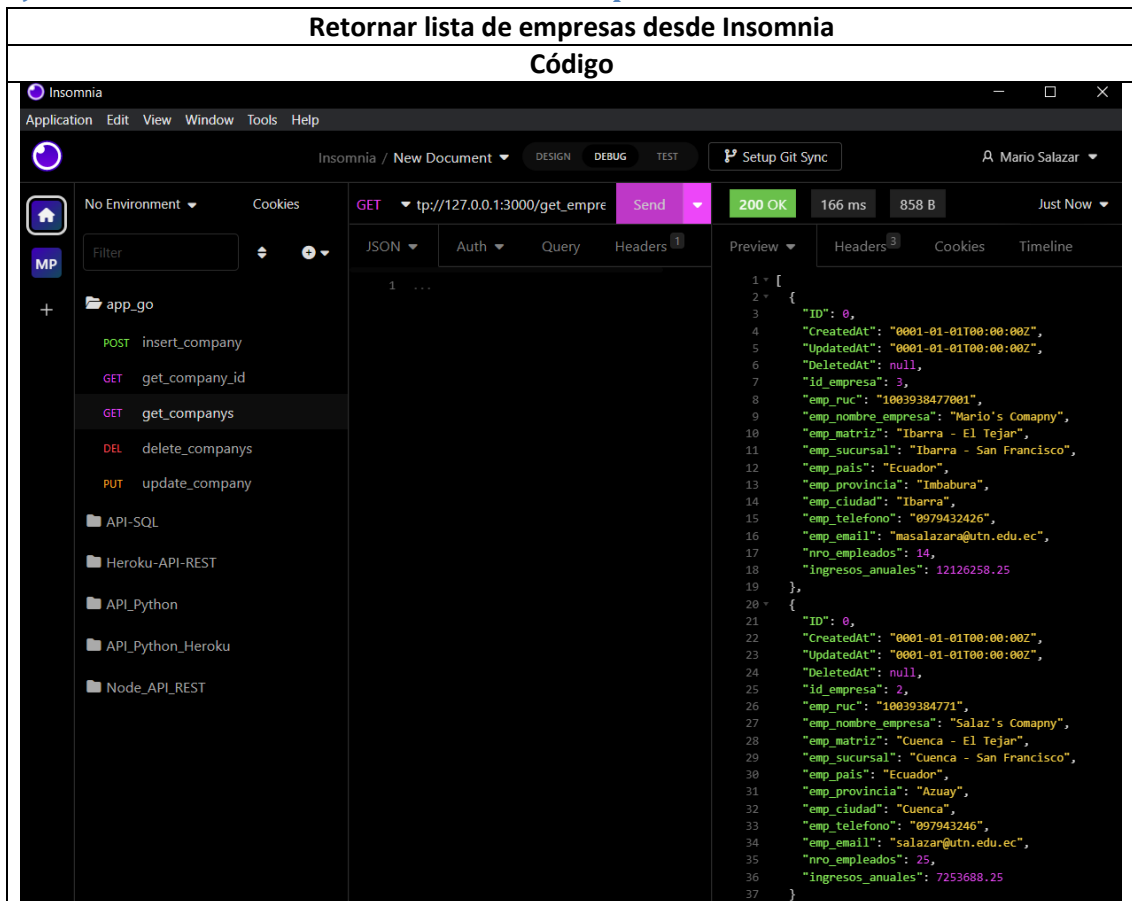 Retornar lista de empresas desde Insomnia
Código
Insomnia
Application Edit View Window Tools Help
Insomnia / New Document DESIGN DEBUG TEST Setup Git Sync Mario Salazar
No Environment Cookies
GET tp://127.0.0.1:3000/get_empre Send
200 OK 166 ms 858 B Just Now
Filter
JSON Auth Query Headers 1
Preview Headers 3 Cookies Timeline
MP
app_go
POST insert_company
GET get_company_id
GET get_companys
DEL delete_companys
PUT update_company
API-SQL
Heroku-API-REST
API_Python
API_Python_Heroku
Node_API_REST
1 ...
1 [
2 {
3 "ID": 0,
4 "CreatedAt": "0001-01-01T00:00:00Z",
5 "UpdatedAt": "0001-01-01T00:00:00Z",
6 "DeletedAt": null,
7 "id_empresa": 3,
8 "emp_ruc": "1003938477001",
9 "emp_nombre_empresa": "Mario's Comapny",
10 "emp_matriz": "Ibarra - El Tejar",
11 "emp_sucursal": "Ibarra - San Francisco",
12 "emp_pais": "Ecuador",
13 "emp_provincia": "Imbabura",
14 "emp_ciudad": "Ibarra",
15 "emp_telefono": "0979432426",
16 "emp_email": "masalazara@utn.edu.ec",
17 "nro_empleados": 14,
18 "ingresos_anuales": 12126258.25
19 },
20 {
21 "ID": 0,
22 "CreatedAt": "0001-01-01T00:00:00Z",
23 "UpdatedAt": "0001-01-01T00:00:00Z",
24 "DeletedAt": null,
25 "id_empresa": 2,
26 "emp_ruc": "10039384771",
27 "emp_nombre_empresa": "Salaz's Comapny",
28 "emp_matriz": "Cuenca - El Tejar",
29 "emp_sucursal": "Cuenca - San Francisco",
30 "emp_pais": "Ecuador",
31 "emp_provincia": "Azuay",
32 "emp_ciudad": "Cuenca",
33 "emp_telefono": "097943246",
34 "emp_email": "salazar@utn.edu.ec",
35 "nro_empleados": 25,
36 "ingresos_anuales": 7253688.25
37 }